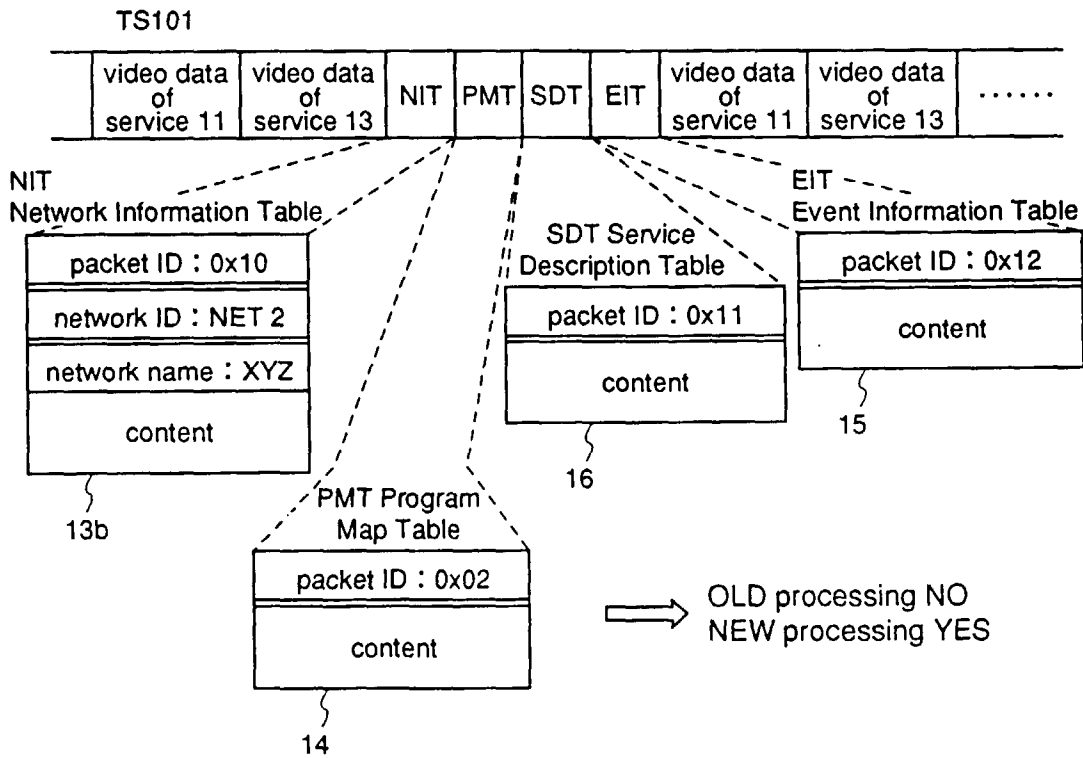 TS101
video data
of
service 11
video data
of
service 13
NIT
PMT
SDT
EIT
video data
of
service 11
video data
of
service 13
······
NIT
Network Information Table
packet ID : 0x10
network ID : NET 2
network name : XYZ
content
13b
PMT Program
Map Table
packet ID : 0x02
content
14
SDT Service
Description Table
packet ID : 0x11
content
16
EIT
Event Information Table
packet ID : 0x12
content
15
OLD processing NO
NEW processing YES